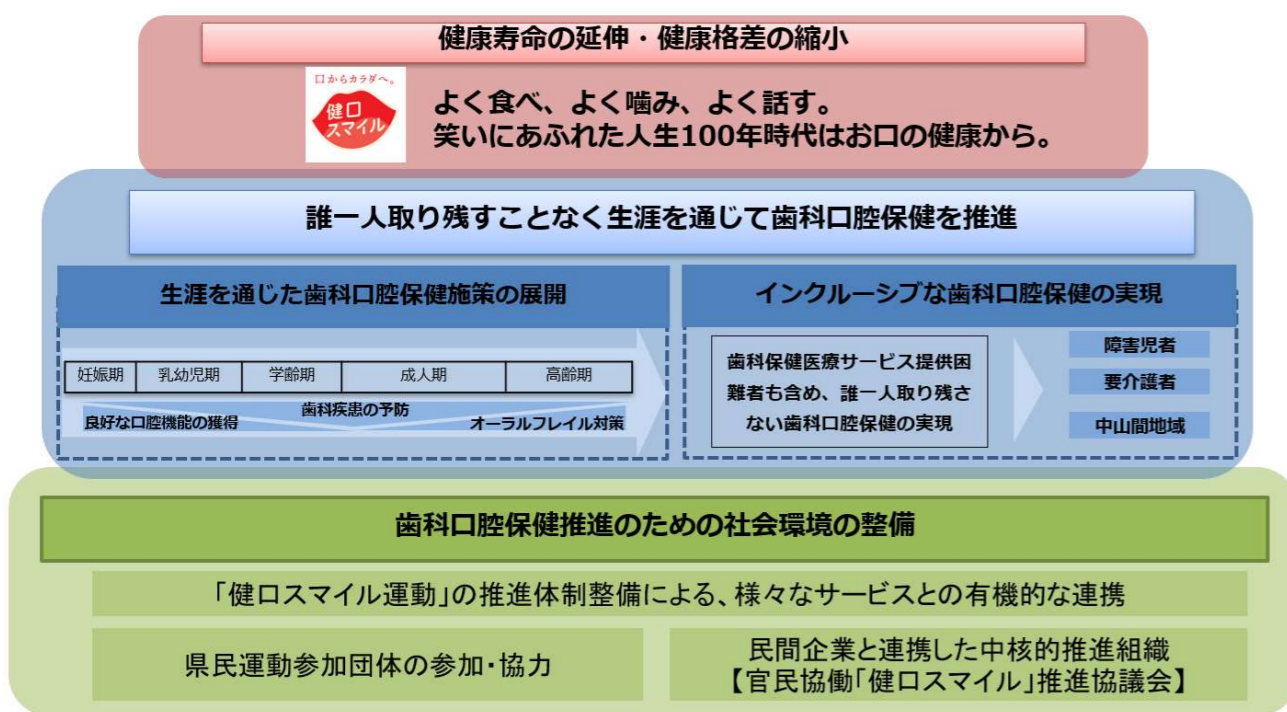 健康寿命の延伸・健康格差の縮小
口からカラダへ。
健口
スマイル
よく食べ、よく噛み、よく話す。
笑いにあふれた人生100年時代はお口の健康から。
誰一人取り残すことなく生涯を通じて歯科口腔保健を推進
生涯を通じた歯科口腔保健施策の展開
妊娠期 乳幼児期 学齢期 成人期 高齢期
歯科疾患の予防
良好な口腔機能の獲得 オーラルフレイル対策
インクルーシブな歯科口腔保健の実現
歯科保健医療サービス提供困
難者も含め、誰一人取り残さ
ない歯科口腔保健の実現
障害児者
要介護者
中山間地域
歯科口腔保健推進のための社会環境の整備
「健口スマイル運動」の推進体制整備による、様々なサービスとの有機的な連携
県民運動参加団体の参加・協力
民間企業と連携した中核的推進組織
【官民協働「健口スマイル」推進協議会】